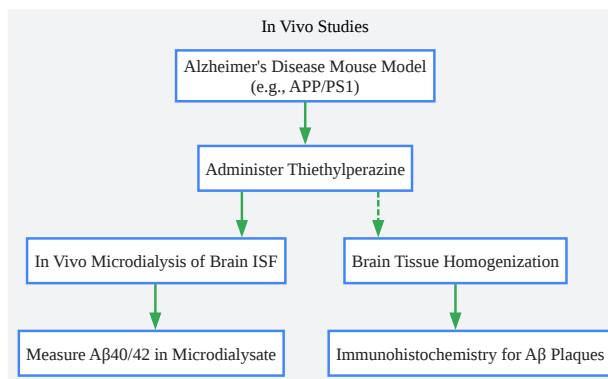 In Vivo Studies
Alzheimer's Disease Mouse Model
(e.g., APP/PS1)
Administer Thiethylperazine
In Vivo Microdialysis of Brain ISF
Brain Tissue Homogenization
Measure Aβ40/42 in Microdialysate
Immunohistochemistry for Aβ Plaques